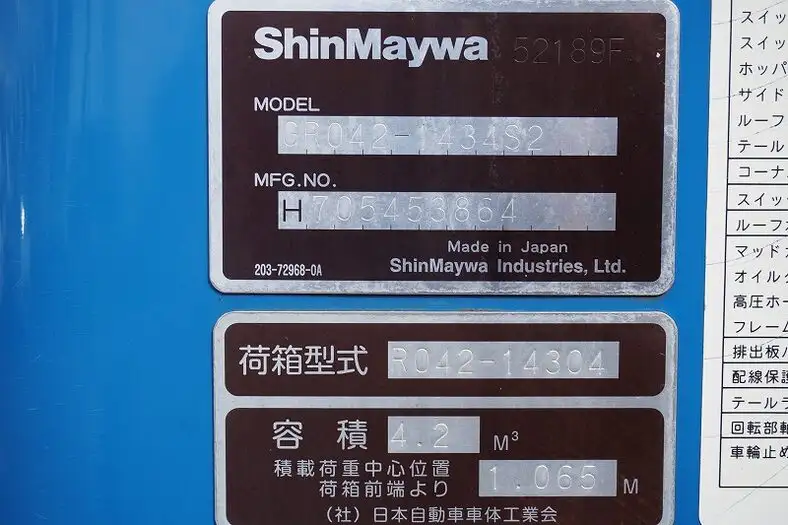 ShinMaywa 52189F
MODEL
GR042-1434S2
MFG.NO.
H705453864
Made in Japan
203-72968-0A ShinMaywa Industries, Ltd.
荷箱型式 R042-14304
容積 4.2 M³
積載荷重中心位置
荷箱前端より 1.065 M
(社)日本自動車車体工業会
スイッ
スイッ
ホッパ
サイド
ルーフ
テール
コーナ
スイッ
ルーフ
マッド
オイル
高圧ホー
フレーム
排出板
配線保
テールラ
回転部
車輪止め